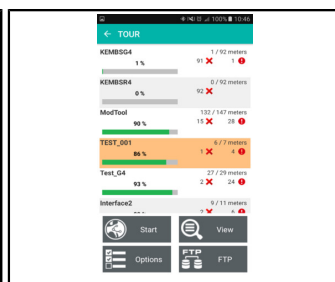 100% 10:46
← TOUR
KEMBSG4 1 / 92 meters
1 % 91 1
KEMBSR4 0 / 92 meters
0 % 92
ModTool 132 / 147 meters
90 % 15 28
TEST_001 6 / 7 meters
86 % 1 4
Test_G4 27 / 29 meters
93 % 2 24
Interface2 9 / 11 meters
Start View
Options FTP FTP